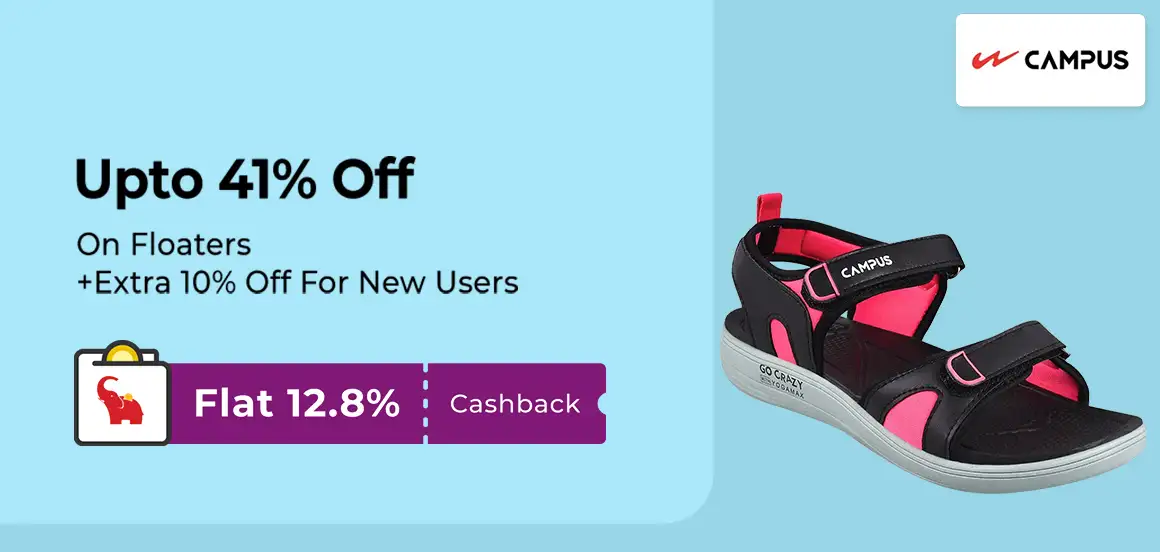 CAMPUS
Upto 41% Off
On Floaters
+Extra 10% Off For New Users
Flat 12.8% Cashback
CAMPUS
GO CRAZY
YOGAMAX